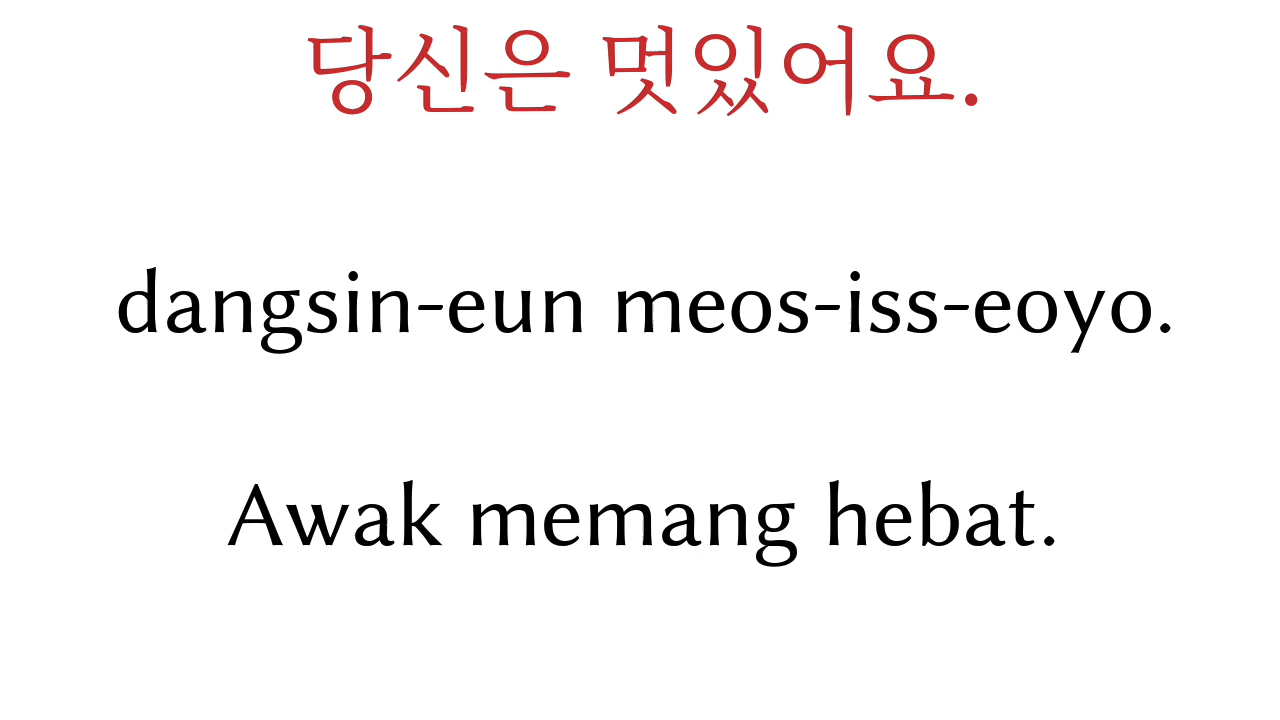 당신은 멋있어요.
dangsin-eun meos-iss-eoyo.
Awak memang hebat.